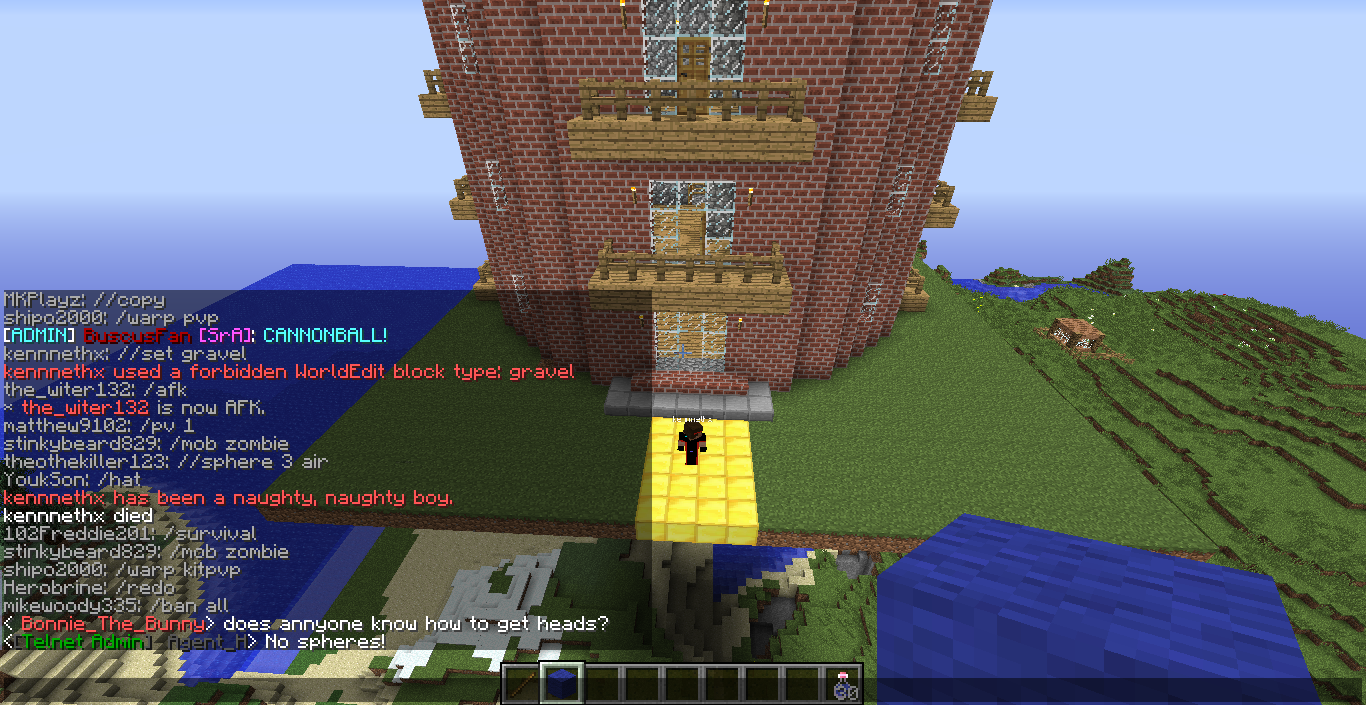 MKPlayz: //copy
shipo2000: /warp pvp
[ADMIN] BuscusFan [SrA]: CANNONBALL!
kennnethx: //set gravel
kennnethx used a forbidden WorldEdit block type: gravel
the_witer132: /afk
* the_witer132 is now AFK.
matthew9102: /pv 1
stinkybeard829: /mob zombie
theothekiller123: //sphere 3 air
YoukSon: /hat
kennnethx has been a naughty, naughty boy.
kennnethx died
102Freddie201: /survival
stinkybeard829: /mob zombie
shipo2000: /warp kitpvp
Herobrine: /redo
mikewoody335: /ban all
< Bonnie_The_Bunny> does annyone know how to get heads?
<[Telnet Admin] Agent_H> No spheres!